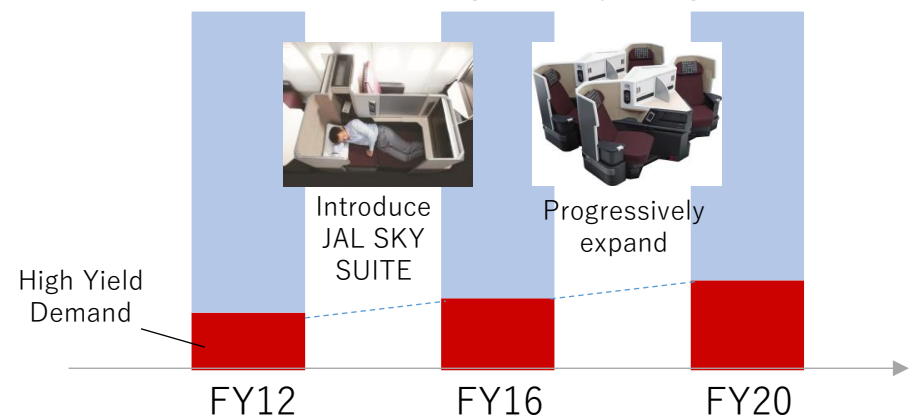 Introduce
JAL SKY
SUITE
Progressively
expand
High Yield
Demand
FY12
FY16
FY20